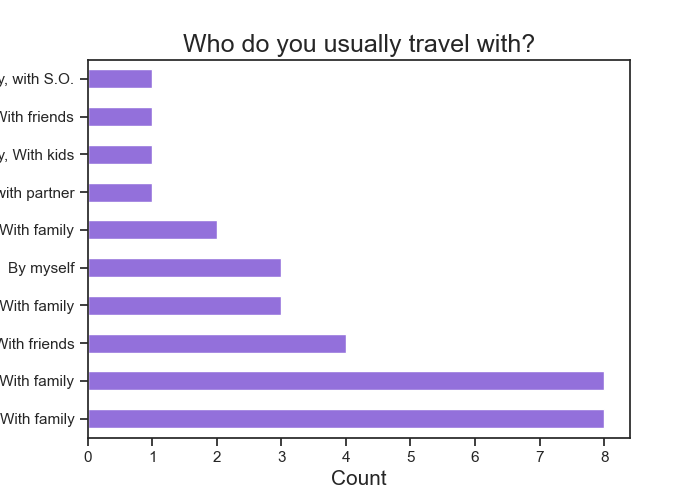 Who do you usually travel with?
y, with S.O.
With friends
y, With kids
with partner
With family
By myself
With family
With friends
With family
With family
0 1 2 3 4 5 6 7 8
Count